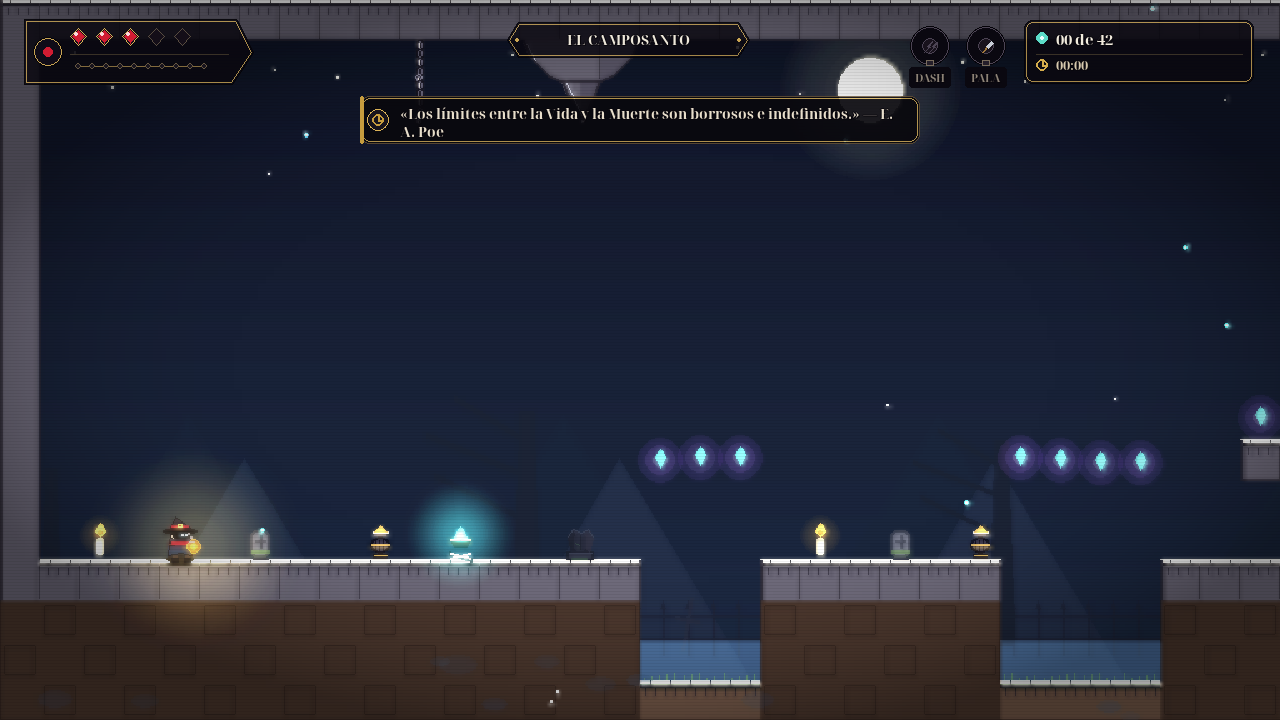 EL CAMPOSANTO
00 de 42
00:00
DASH
PALA
«Los límites entre la Vida y la Muerte son borrosos e indefinidos.» — E.
A. Poe